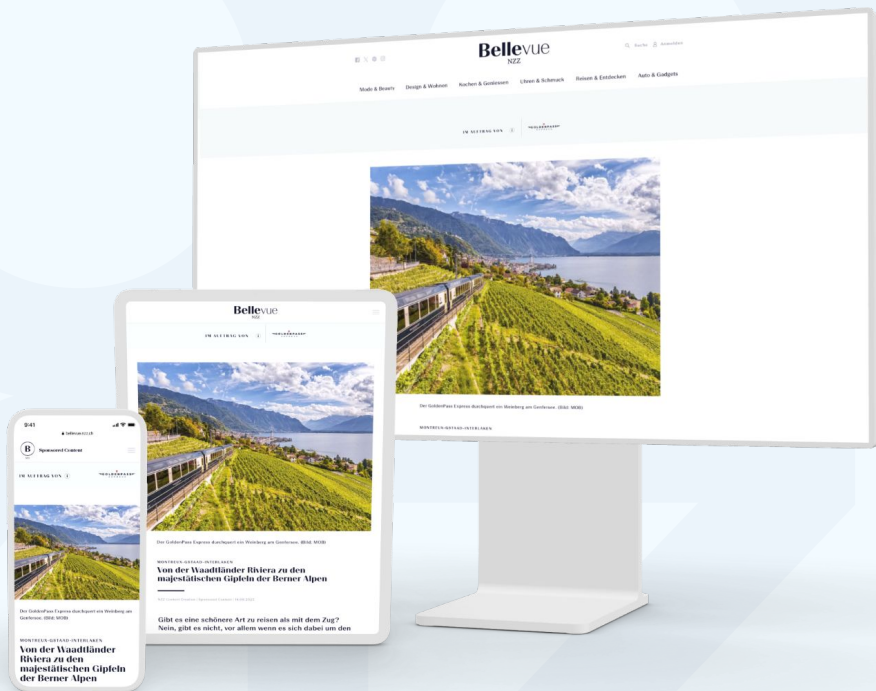 Bellevue
NZZ
Suche Anmelden
Mode & Beauty Design & Wohnen Kochen & Geniessen Uhren & Schmuck Reisen & Entdecken Auto & Gadgets
IM AUFTRAG VON
Der GoldenPass Express durchquert ein Weinberg am Genfersee. (Bild: MOB)
MONTREUX-GSTAAD-INTERLAKEN
Bellevue
NZZ
IM AUFTRAG VON
Der GoldenPass Express durchquert ein Weinberg am Genfersee. (Bild: MOB)
MONTREUX-GSTAAD-INTERLAKEN
Von der Waadtländer Riviera zu den
majestätischen Gipfeln der Berner Alpen
Gibt es eine schönere Art zu reisen als mit dem Zug?
Nein, gibt es nicht, vor allem wenn es sich dabei um den
9:41
bellevue.nzz.ch
B Sponsored Content
IM AUFTRAG VON
Der GoldenPass Express durchquert ein Weinberg am
Genfersee. (Bild: MOB)
MONTREUX-GSTAAD-INTERLAKEN
Von der Waadtländer
Riviera zu den
majestätischen Gipfeln
der Berner Alpen